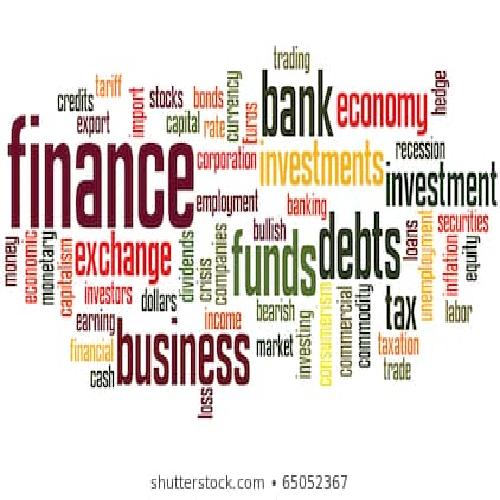 trading
hedge
tariff
credits
import
stocks
bonds
currency
euros
bank
economy
export
capital
rate
finance
corporation
investments
recession
investment
employment
banking
securities
bullish
debts
loans
unemployment
inflation
equity
money
economic
monetary
capitalism
exchange
dividends
crisis
companies
funds
investors
dollars
bearish
investing
consumerism
commercial
commodity
tax
labor
earning
income
business
market
taxation
financial
cash
trade
loss
shutterstock.com • 65052367